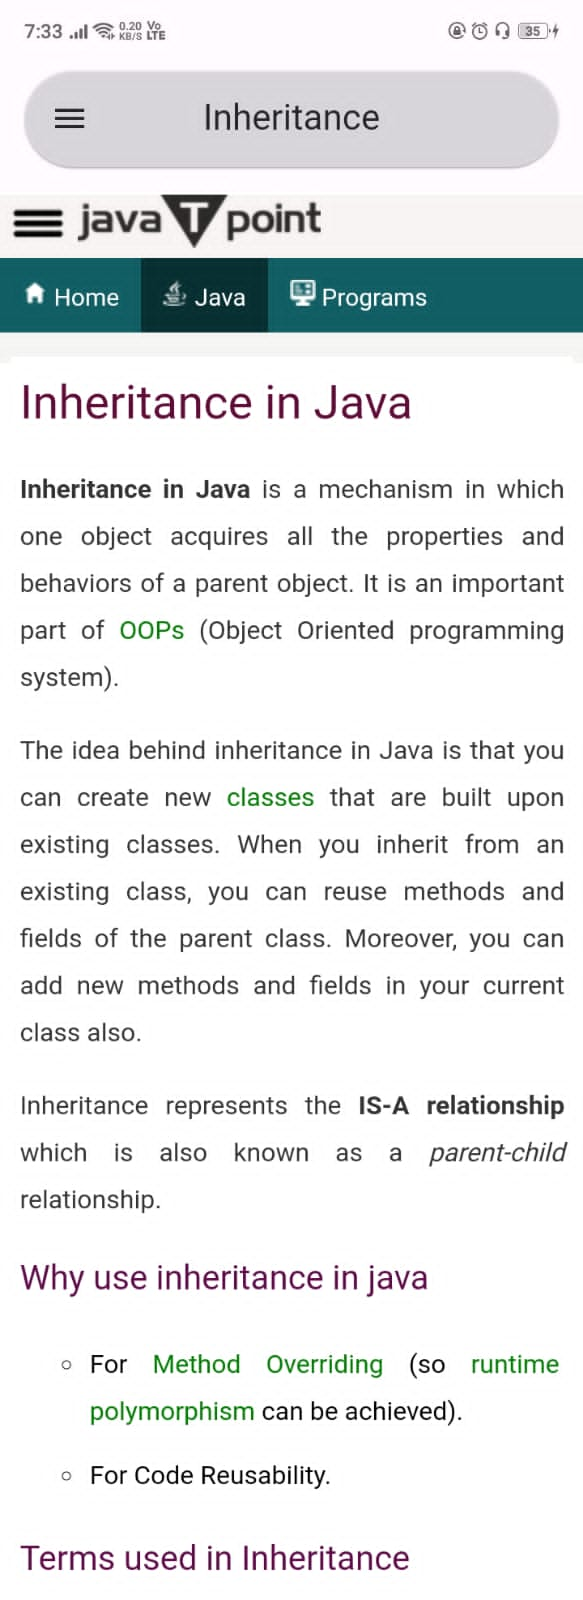 7:33 0.20 KB/S Vo LTE 35
Inheritance
javaTpoint
Home Java Programs
Inheritance in Java
Inheritance in Java is a mechanism in which
one object acquires all the properties and
behaviors of a parent object. It is an important
part of OOPs (Object Oriented programming
system).
The idea behind inheritance in Java is that you
can create new classes that are built upon
existing classes. When you inherit from an
existing class, you can reuse methods and
fields of the parent class. Moreover, you can
add new methods and fields in your current
class also.
Inheritance represents the IS-A relationship
which is also known as a parent-child
relationship.
Why use inheritance in java
For Method Overriding (so runtime
polymorphism can be achieved).
For Code Reusability.
Terms used in Inheritance